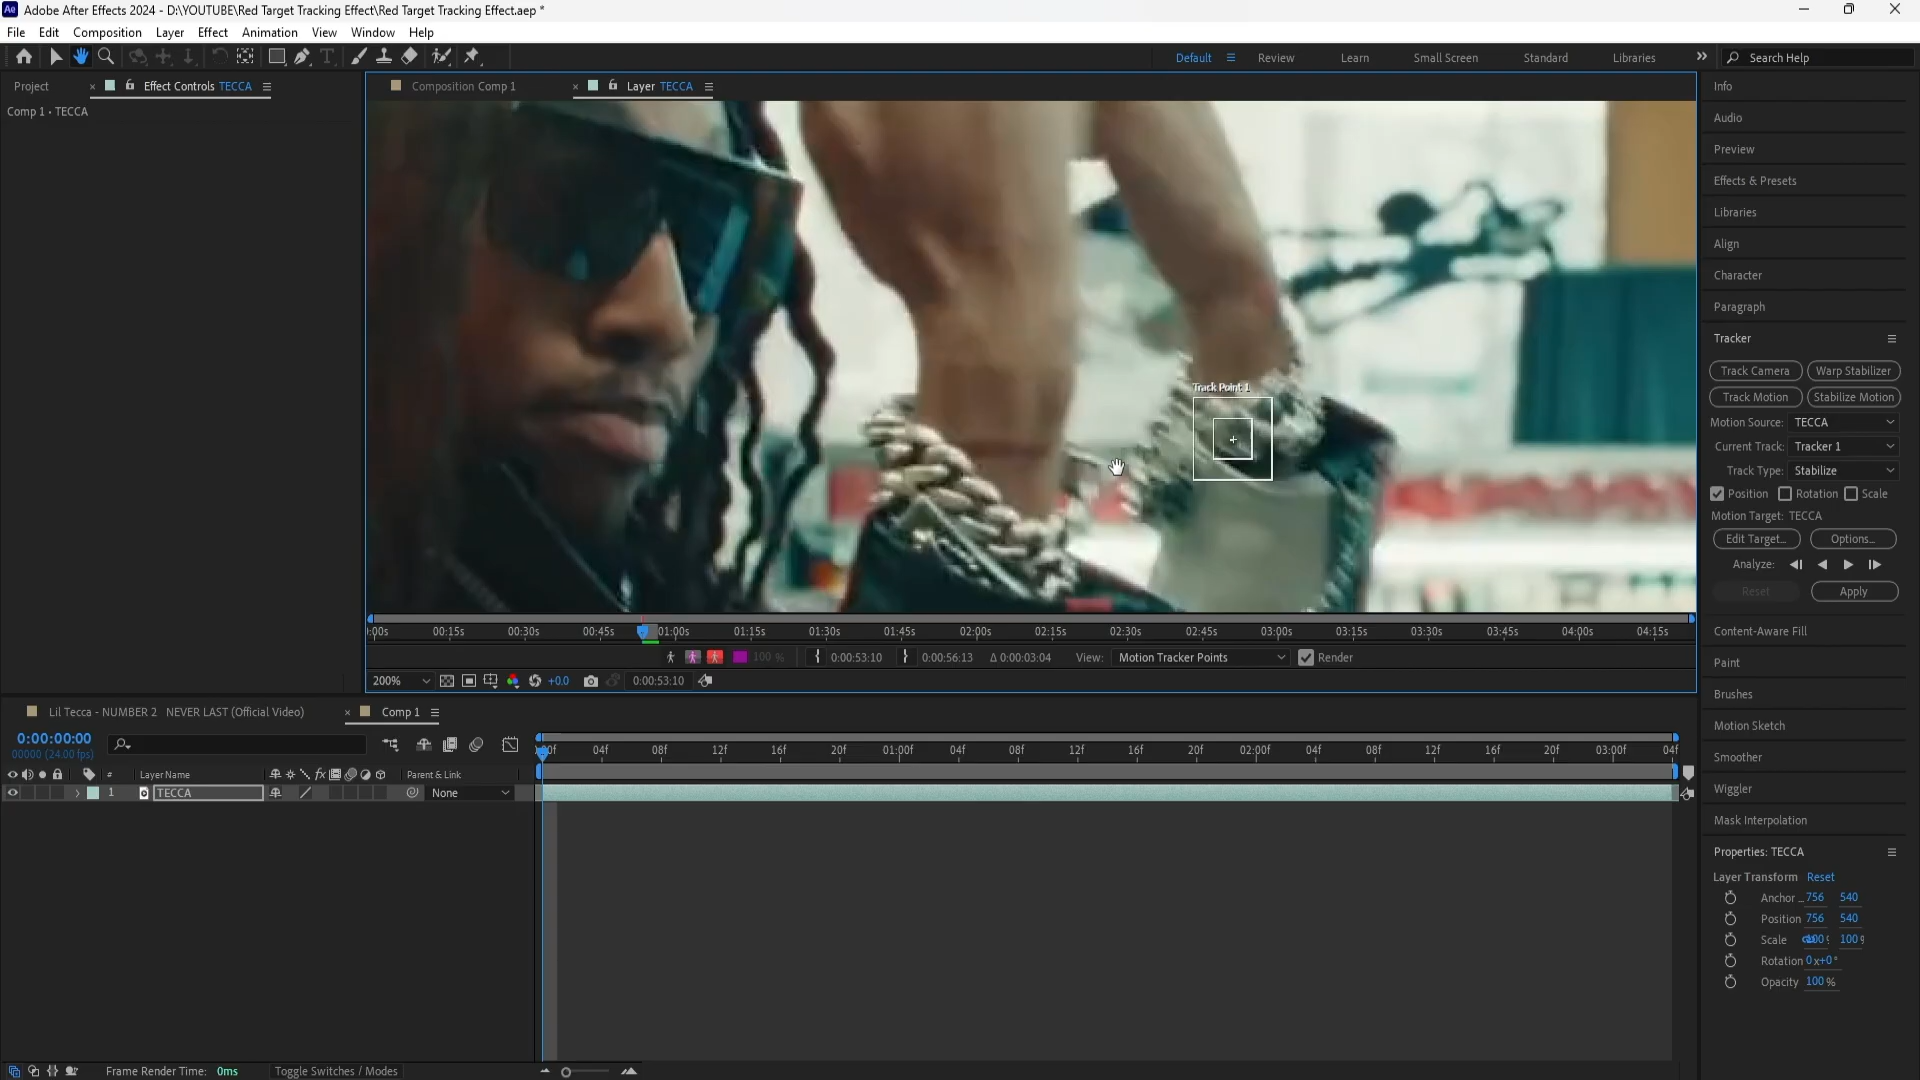 Adobe After Effects 2024 - D:\YOUTUBE\Red Target Tracking Effect\Red Target Tracking Effect.aep *
File Edit Composition Layer Effect Animation View Window Help
Default Review Learn Small Screen Standard Libraries Search Help
Project Effect Controls TECCA
Comp 1 • TECCA
Composition Comp 1 Layer TECCA
Track Point 1
:00s 00:15s 00:30s 00:45s 01:00s 01:15s 01:30s 01:45s 02:00s 02:15s 02:30s 02:45s 03:00s 03:15s 03:30s 03:45s 04:00s 04:15s
100 % 0:00:53:10 0:00:56:13 Δ 0:00:03:04 View: Motion Tracker Points Render
200% +0.0 0:00:53:10
Info
Audio
Preview
Effects & Presets
Libraries
Align
Character
Paragraph
Tracker
Track Camera Warp Stabilizer
Track Motion Stabilize Motion
Motion Source: TECCA
Current Track: Tracker 1
Track Type: Stabilize
Position Rotation Scale
Motion Target: TECCA
Edit Target... Options...
Analyze:
Reset Apply
Content-Aware Fill
Paint
Brushes
Motion Sketch
Smoother
Wiggler
Mask Interpolation
Properties: TECCA
Layer Transform Reset
Anchor ... 756 540
Position 756 540
Scale 100 100
Rotation 0x+0°
Opacity 100 %
Lil Tecca - NUMBER 2 NEVER LAST (Official Video) Comp 1
0:00:00:00
00000 (24.00 fps)
:00f 04f 08f 12f 16f 20f 01:00f 04f 08f 12f 16f 20f 02:00f 04f 08f 12f 16f 20f 03:00f 04f
# Layer Name fx Parent & Link
1 TECCA None
Frame Render Time: 0ms Toggle Switches / Modes